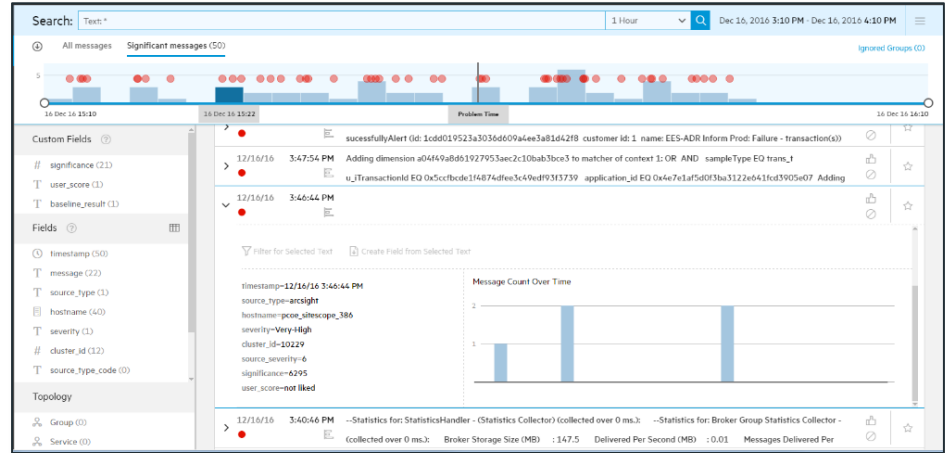 Search: Text: * 1 Hour Dec 16, 2016 3:10 PM - Dec 16, 2016 4:10 PM
All messages Significant messages (50) Ignored Groups (0)
5
16 Dec 16 15:10 16 Dec 16 15:22 Problem Time 16 Dec 16 16:10
Custom Fields
# significance (21)
T user_score (1)
T baseline_result (1)
Fields
timestamp (50)
T message (22)
T source_type (1)
hostname (40)
T severity (1)
# cluster_id (12)
T source_type_code (0)
Topology
Group (0)
Service (0)
sucessfullyAlert (id: 1cdd019523a3036d609a4ee3a81d42f8 customer id: 1 name: EES-ADR Inform Prod: Failure - transaction(s))
12/16/16 3:47:54 PM Adding dimension a04f49a8d61927953aec2c10bab3bce3 to matcher of context 1: OR AND sampleType EQ trans_t
u_iTransactionId EQ 0x5ccfbcde1f4874dfee3c49edf93f3739 application_id EQ 0x4e7e1af5d0f3ba3122e641fcd3905e07 Adding
12/16/16 3:46:44 PM
Filter for Selected Text Create Field from Selected Text
timestamp=12/16/16 3:46:44 PM
source_type=arcsight
hostname=pcoe_sitescope_386
severity=Very-High
cluster_id=10229
source_severity=6
significance=6295
user_score=not liked
Message Count Over Time
2
1
12/16/16 3:40:46 PM --Statistics for: StatisticsHandler - (Statistics Collector) (collected over 0 ms.): --Statistics for: Broker Group Statistics Collector -
(collected over 0 ms.): Broker Storage Size (MB) : 147.5 Delivered Per Second (MB) : 0.01 Messages Delivered Per